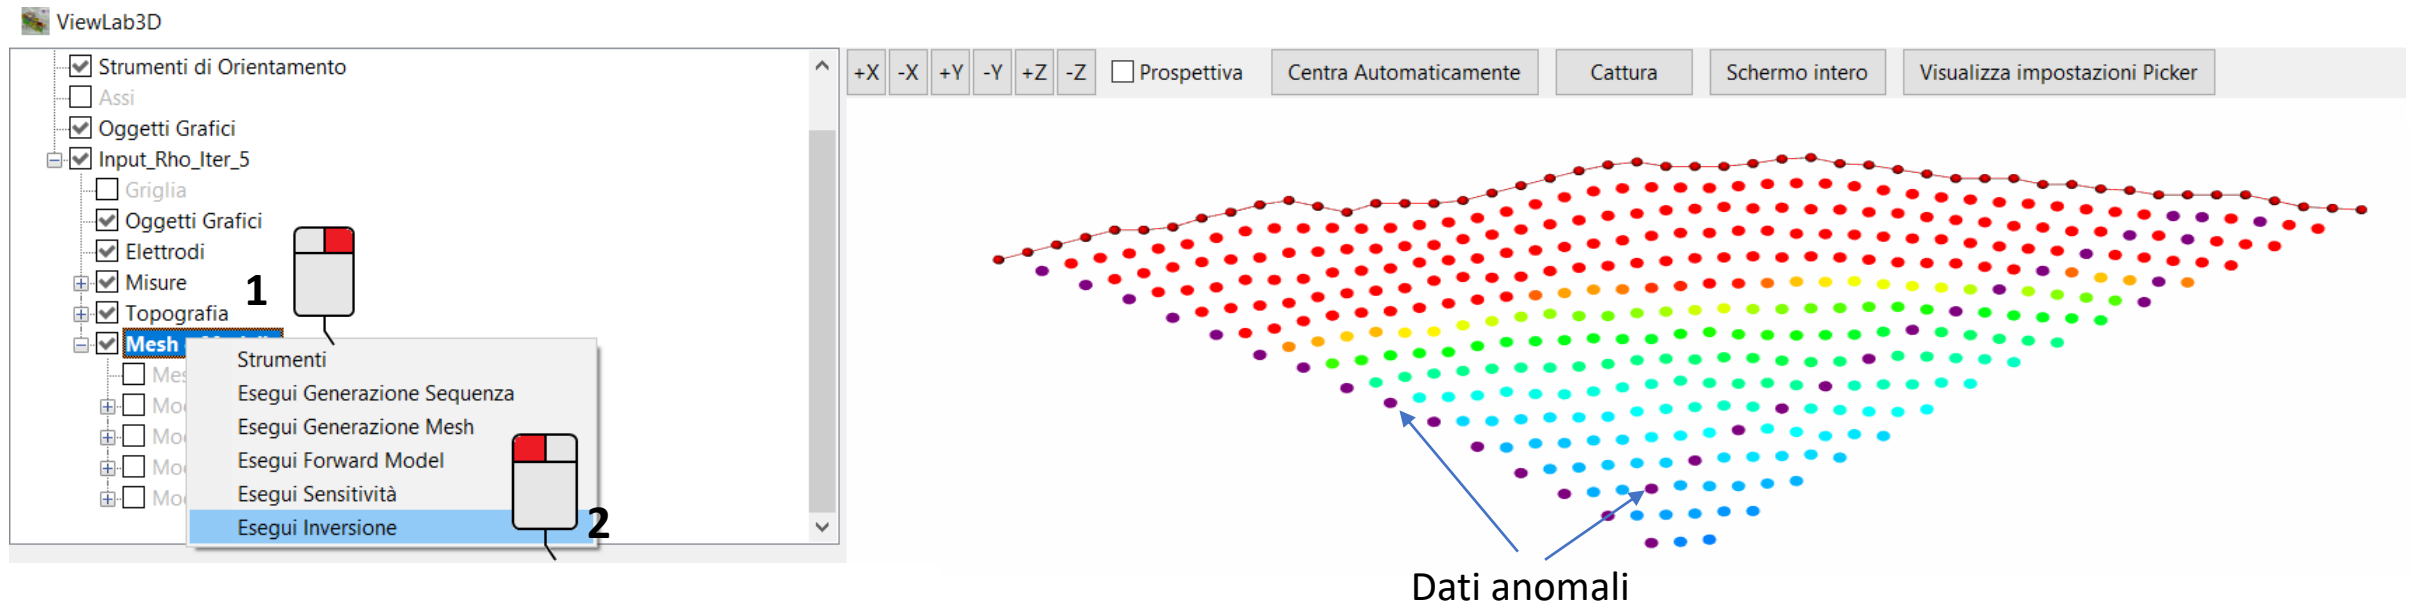 ViewLab3D
Strumenti di Orientamento
Assi
Oggetti Grafici
Input_Rho_Iter_5
Griglia
Oggetti Grafici
Elettrodi
Misure
1
Topografia
Mesh
Strumenti
Esegui Generazione Sequenza
Esegui Generazione Mesh
Esegui Forward Model
Esegui Sensitività
Esegui Inversione
2
+X -X +Y -Y +Z -Z Prospettiva Centra Automaticamente Cattura Schermo intero Visualizza impostazioni Picker
Dati anomali